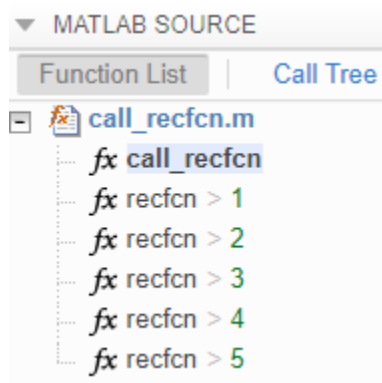 MATLAB SOURCE
Function List Call Tree
call_recfcn.m
fx call_recfcn
fx recfcn > 1
fx recfcn > 2
fx recfcn > 3
fx recfcn > 4
fx recfcn > 5